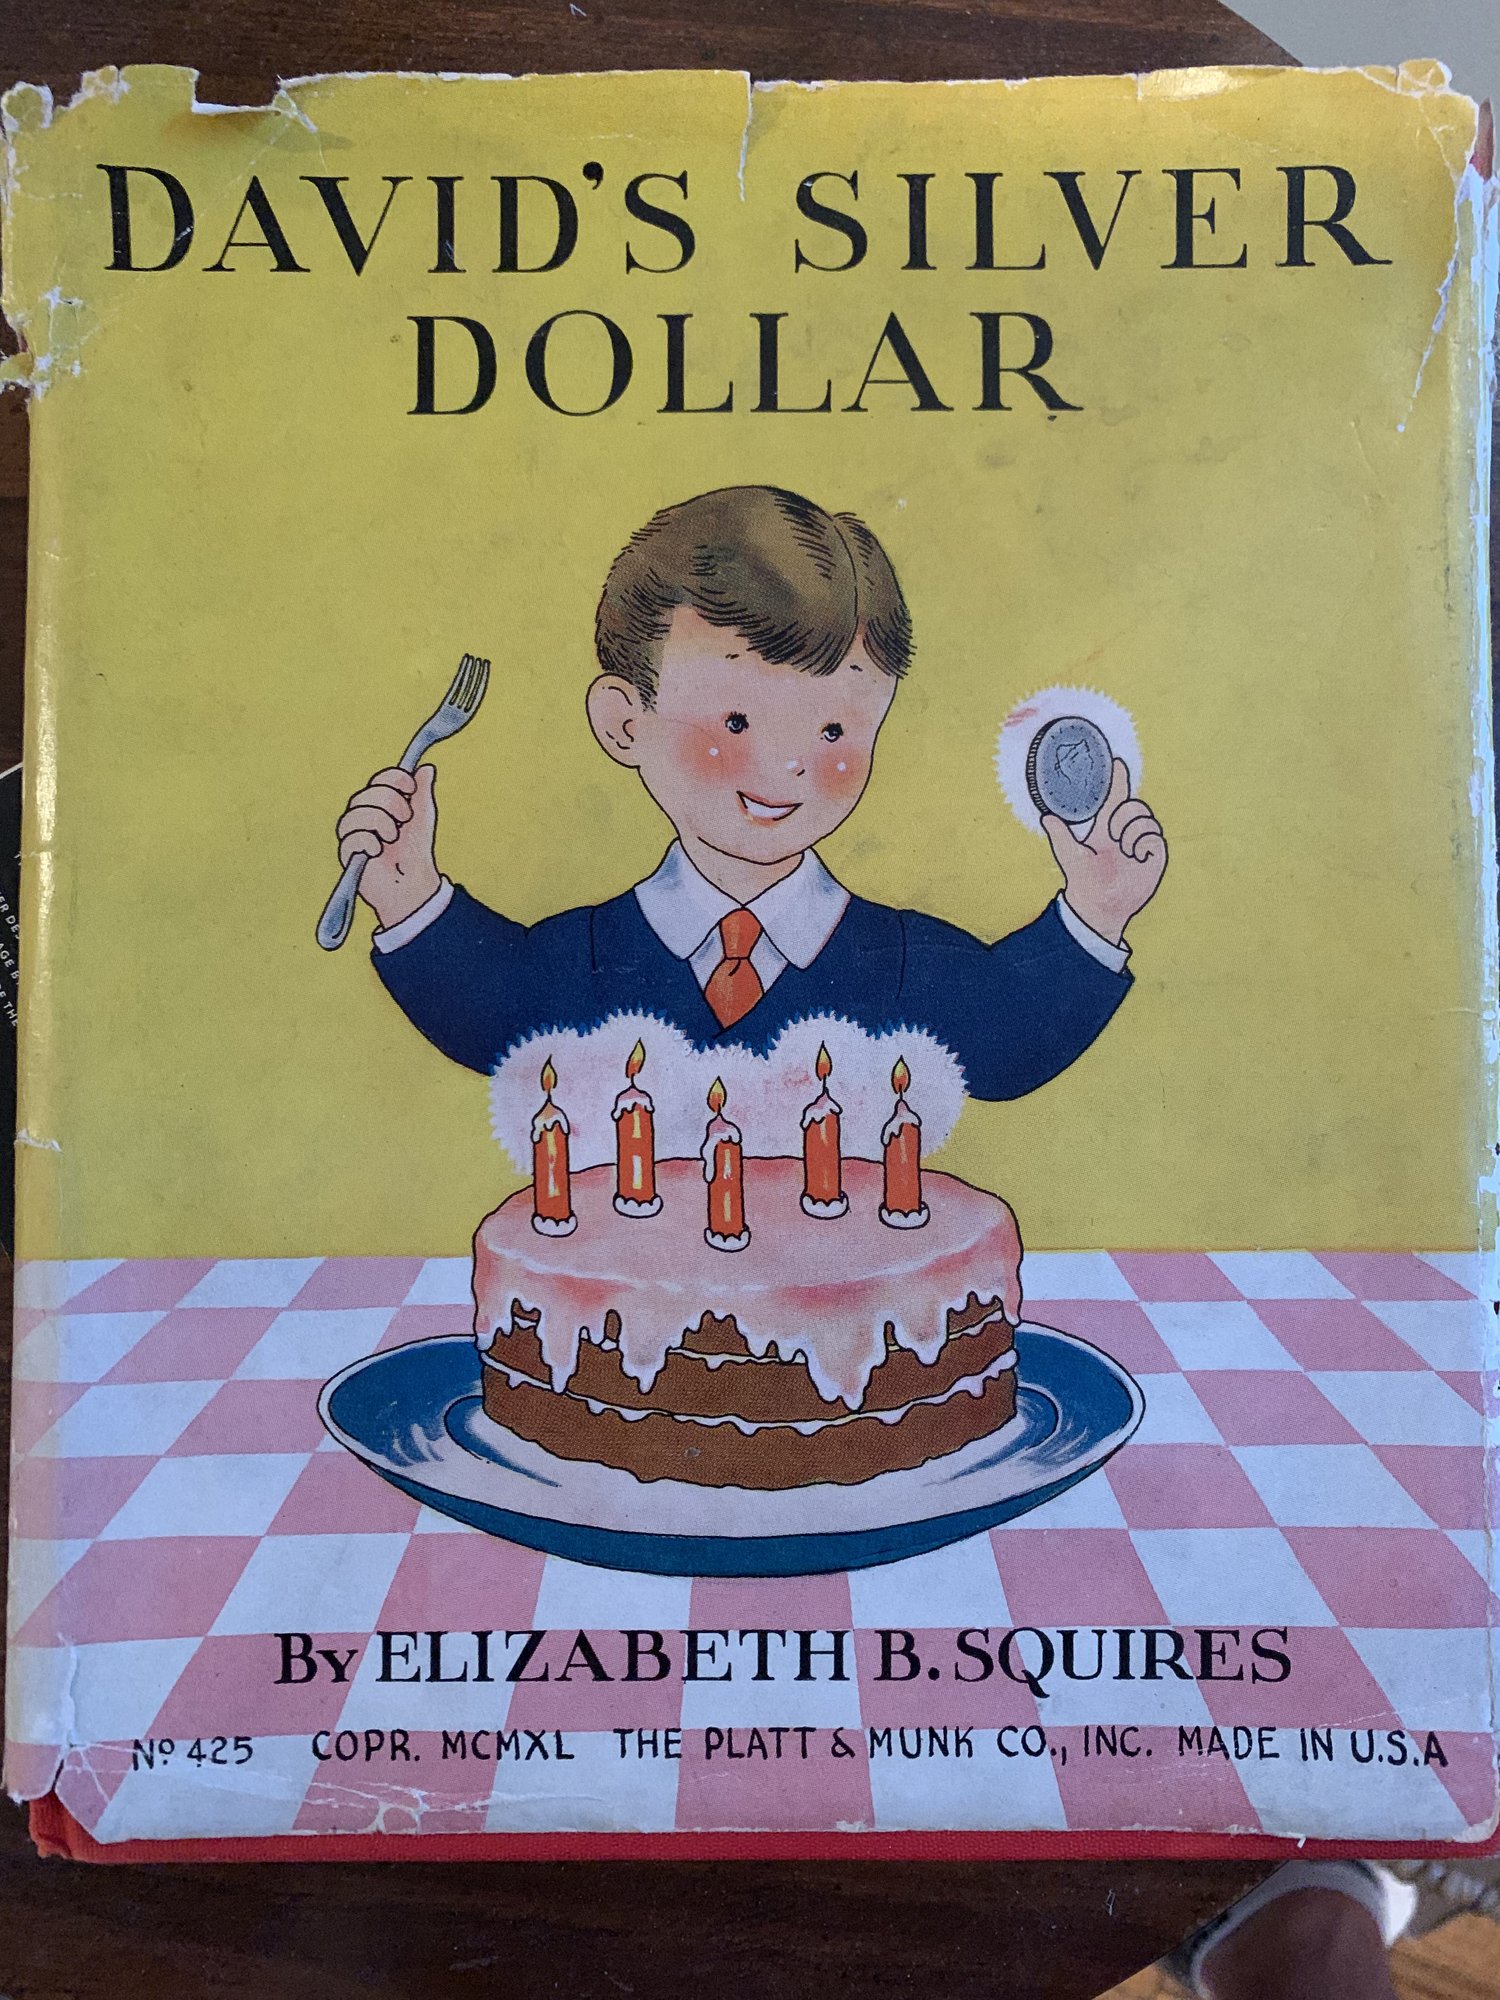 DAVID'S SILVER
DOLLAR
By ELIZABETH B. SQUIRES
Nº 425 COPR. MCMXL THE PLATT & MUNK CO., INC. MADE IN U.S.A